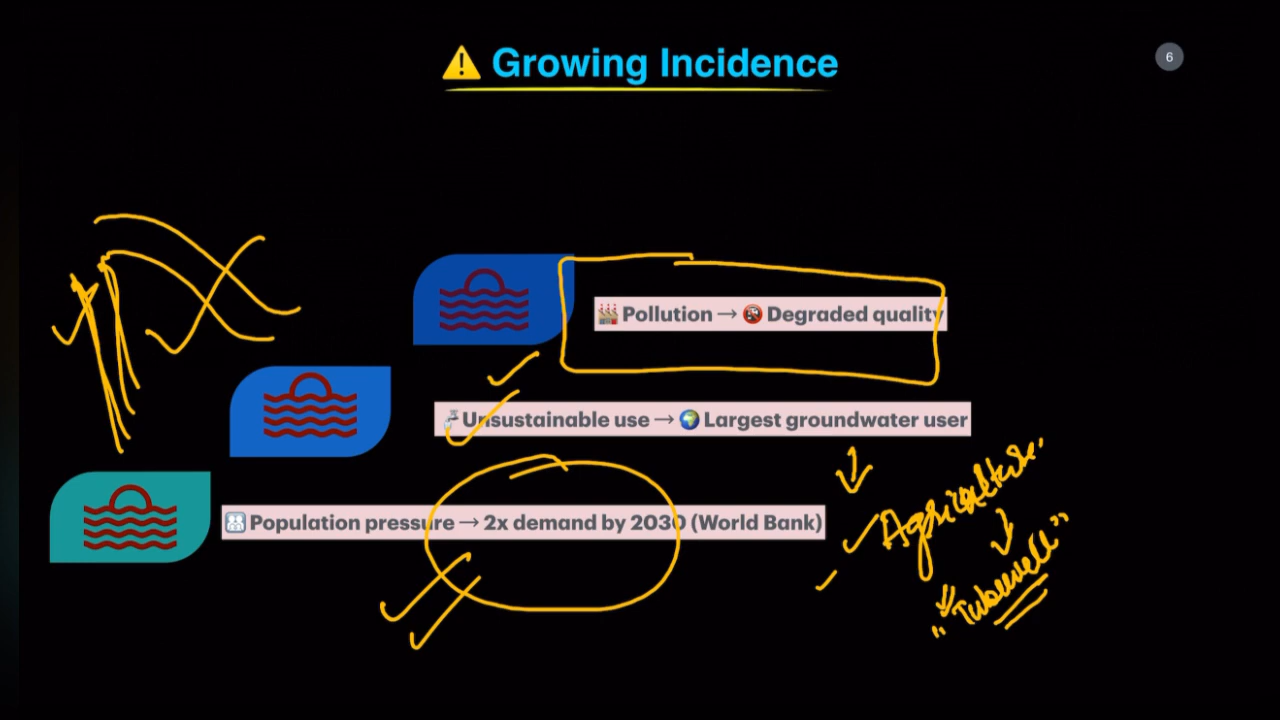 ⚠️ Growing Incidence
6
🏭 Pollution → 🚱 Degraded quality
🚰 Unsustainable use → 🌍 Largest groundwater user
🚻 Population pressure → 2x demand by 2030 (World Bank)
Agriculture.
"Tubewell"